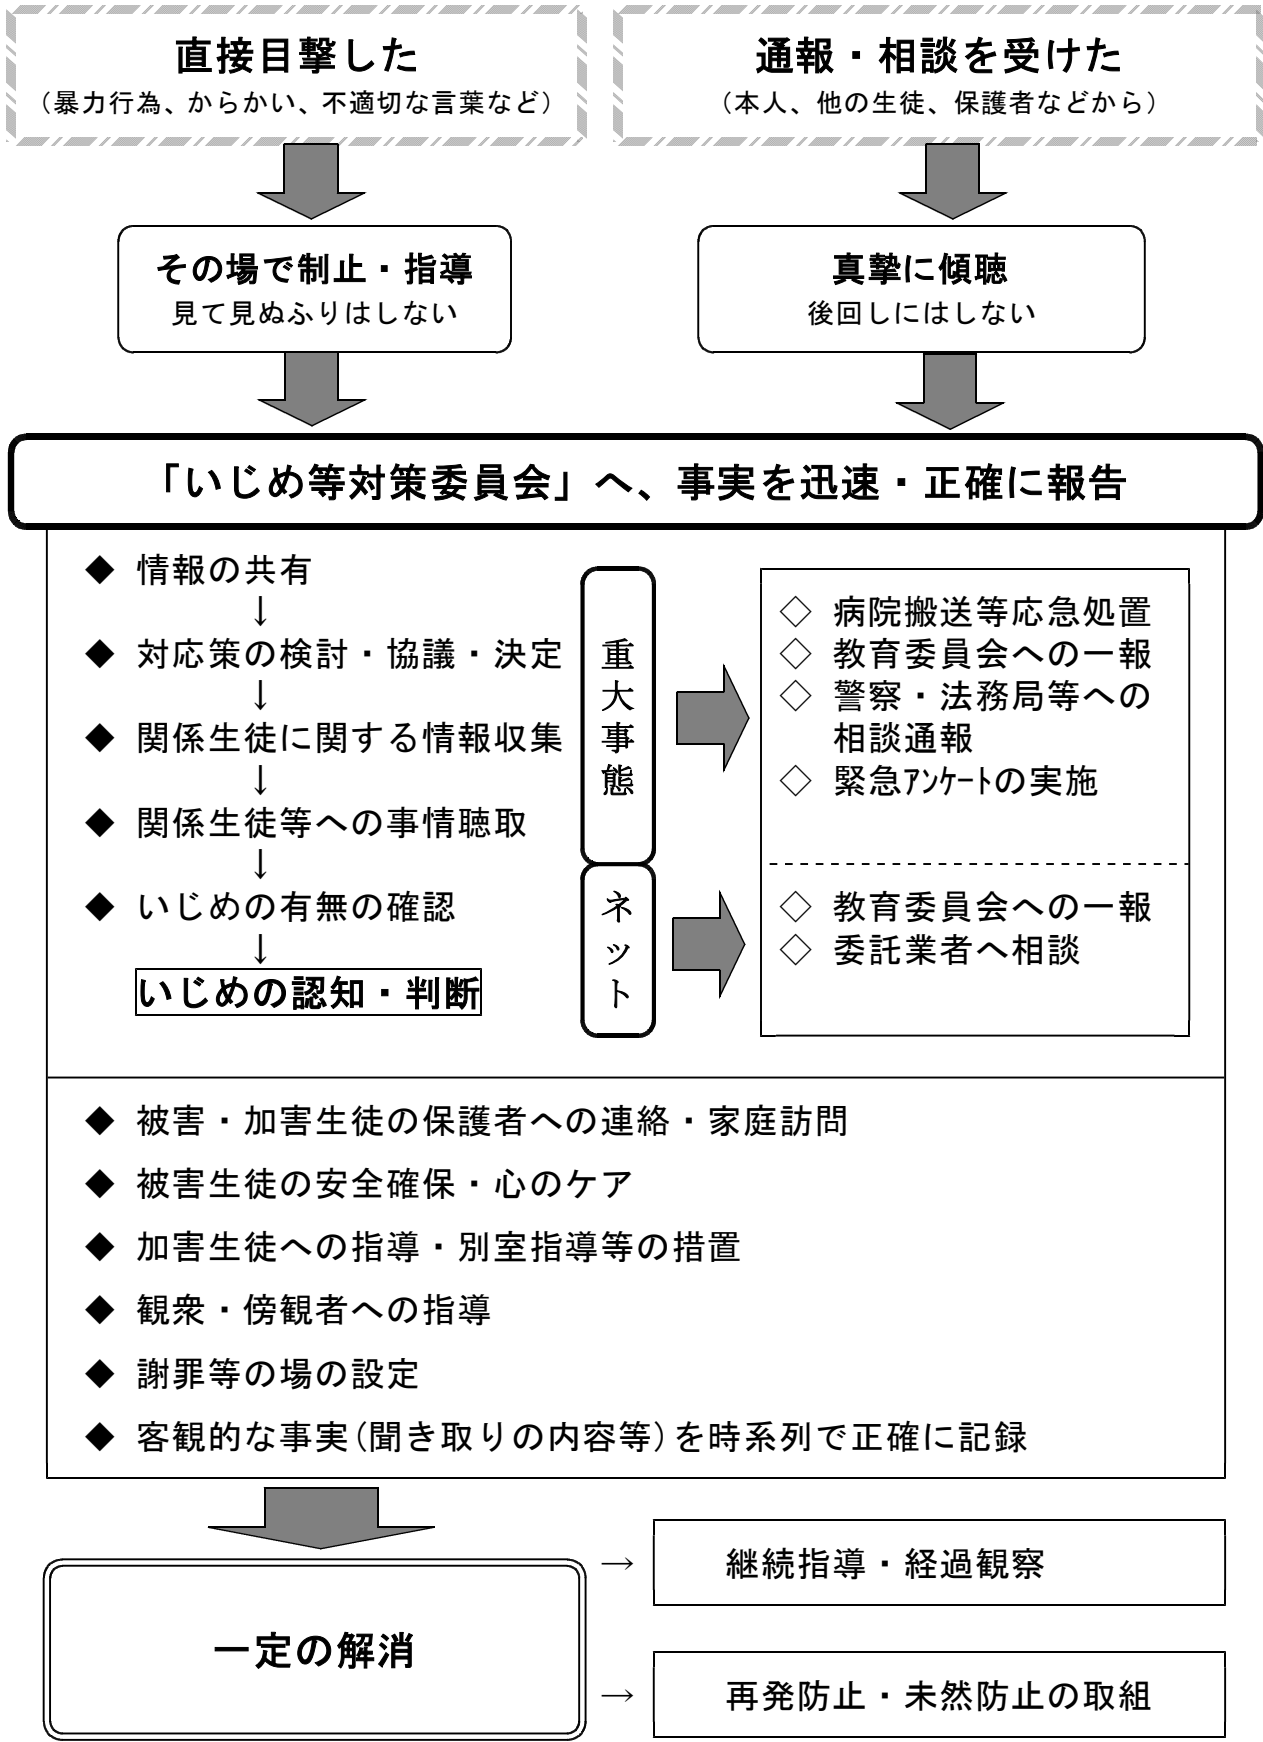 直接目撃した
（暴力行為、からかい、不適切な言葉など）
通報・相談を受けた
（本人、他の生徒、保護者などから）
その場で制止・指導
見て見ぬふりはしない
真摯に傾聴
後回しにはしない
「いじめ等対策委員会」へ、事実を迅速・正確に報告
◆ 情報の共有
↓
◆ 対応策の検討・協議・決定
↓
◆ 関係生徒に関する情報収集
↓
◆ 関係生徒等への事情聴取
↓
◆ いじめの有無の確認
↓
いじめの認知・判断
重大事態
◇ 病院搬送等応急処置
◇ 教育委員会への一報
◇ 警察・法務局等への
相談通報
◇ 緊急ｱﾝｹｰﾄの実施
ネット
◇ 教育委員会への一報
◇ 委託業者へ相談
◆ 被害・加害生徒の保護者への連絡・家庭訪問
◆ 被害生徒の安全確保・心のケア
◆ 加害生徒への指導・別室指導等の措置
◆ 観衆・傍観者への指導
◆ 謝罪等の場の設定
◆ 客観的な事実(聞き取りの内容等)を時系列で正確に記録
一定の解消
→ 継続指導・経過観察
→ 再発防止・未然防止の取組